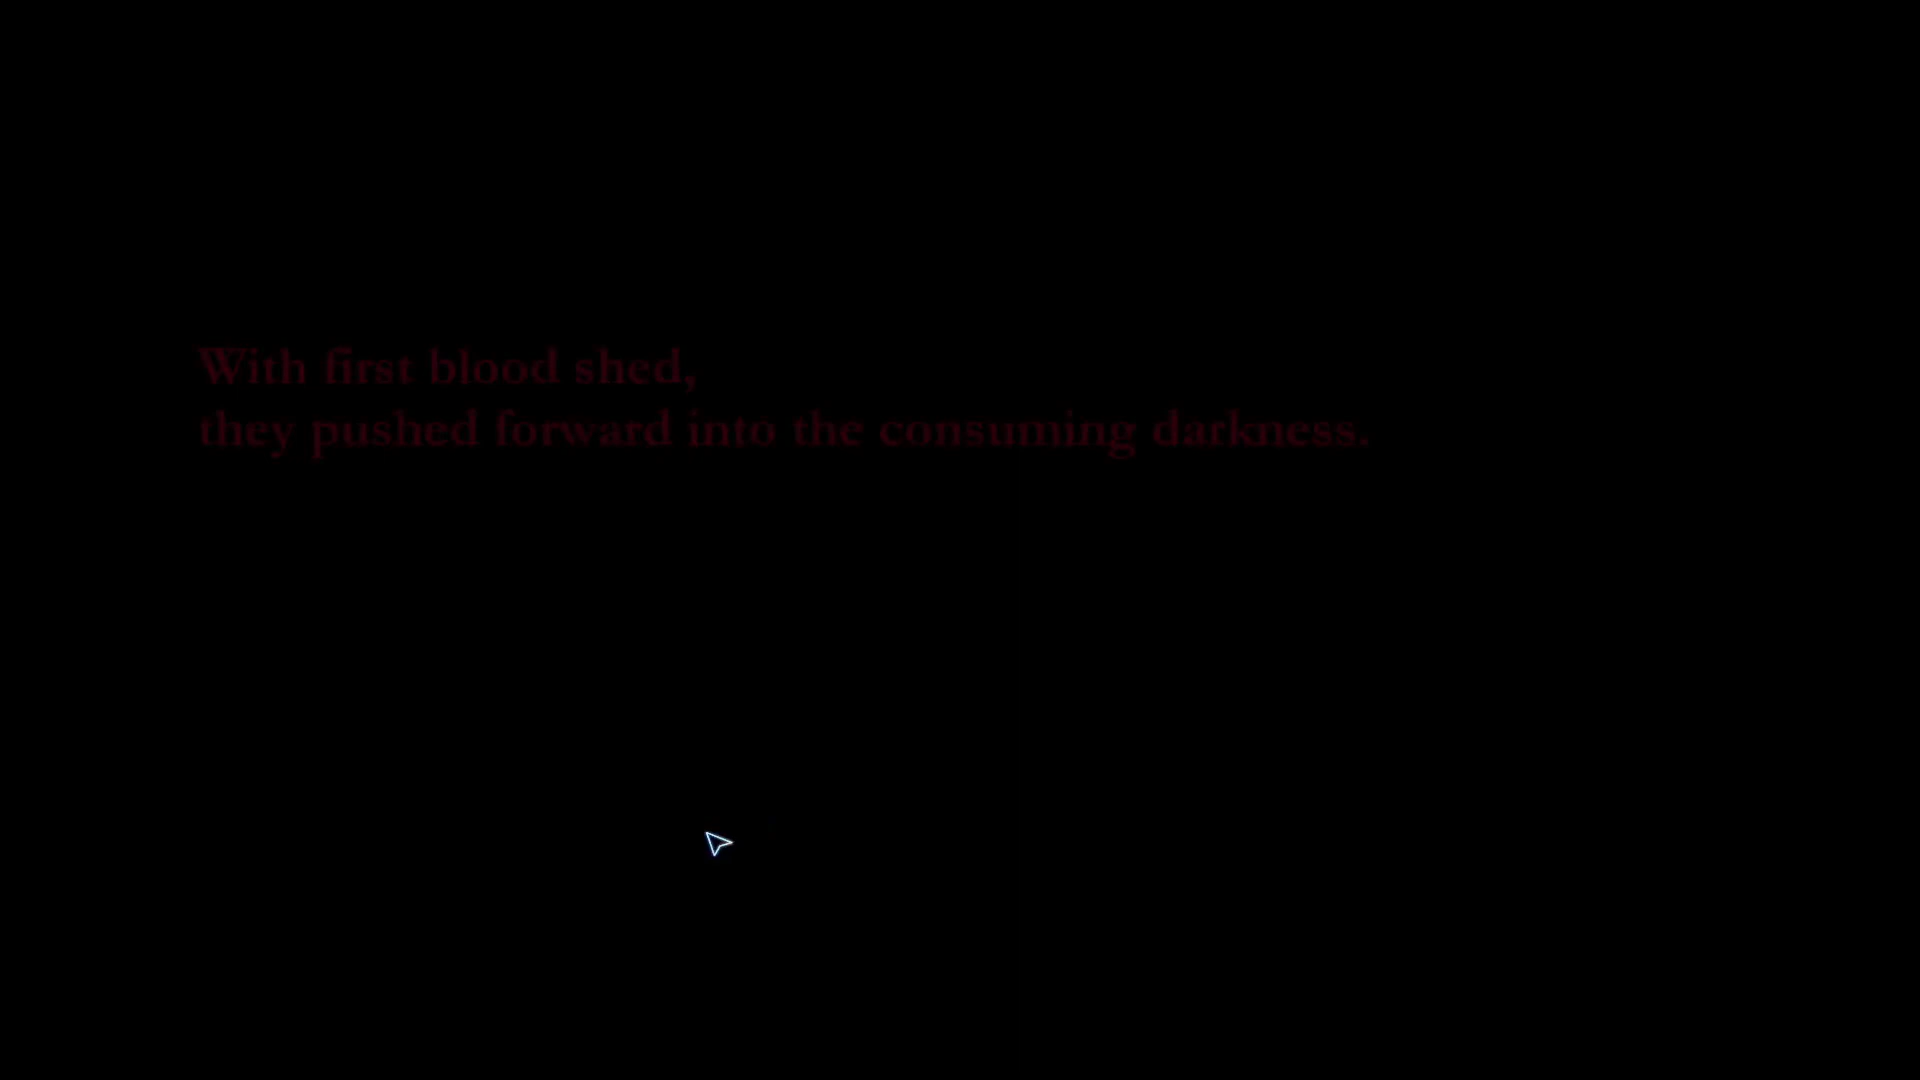 With first blood shed,
they pushed forward into the consuming darkness.